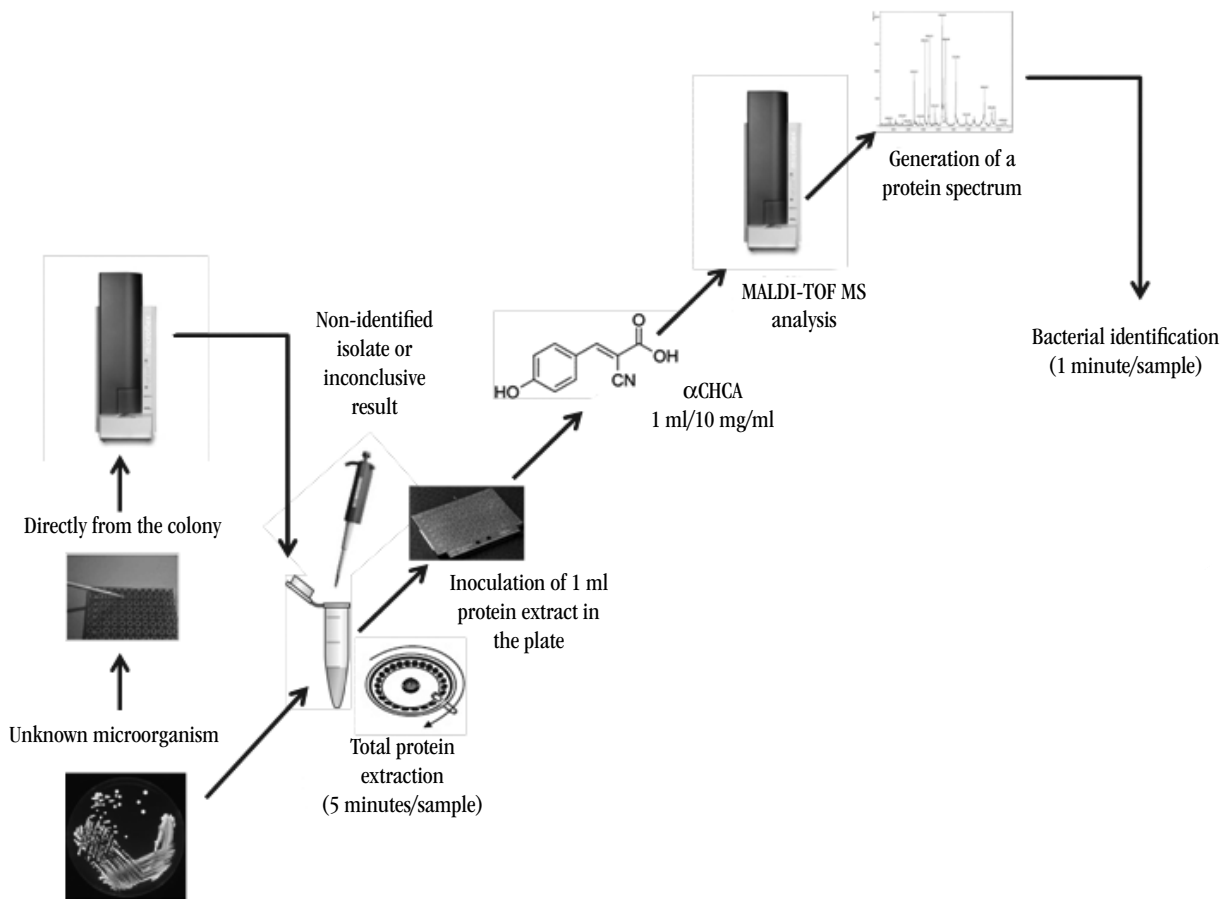 Unknown microorganism
Directly from the colony
Non-identified
isolate or
inconclusive
result
Total protein
extraction
(5 minutes/sample)
Inoculation of 1 ml
protein extract in
the plate
O
OH
CN
HO
αCHCA
1 ml/10 mg/ml
MALDI-TOF MS
analysis
Generation of a
protein spectrum
Bacterial identification
(1 minute/sample)